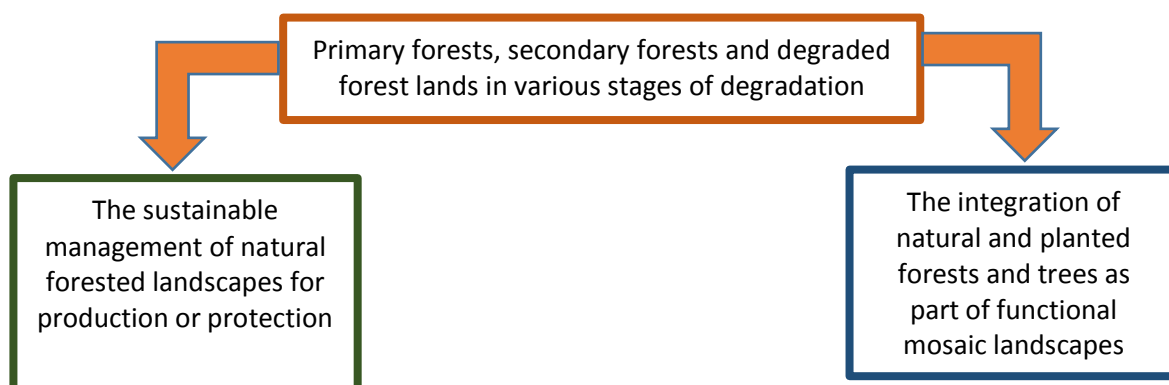 Primary forests, secondary forests and degraded
forest lands in various stages of degradation
The sustainable
management of natural
forested landscapes for
production or protection
The integration of
natural and planted
forests and trees as
part of functional
mosaic landscapes